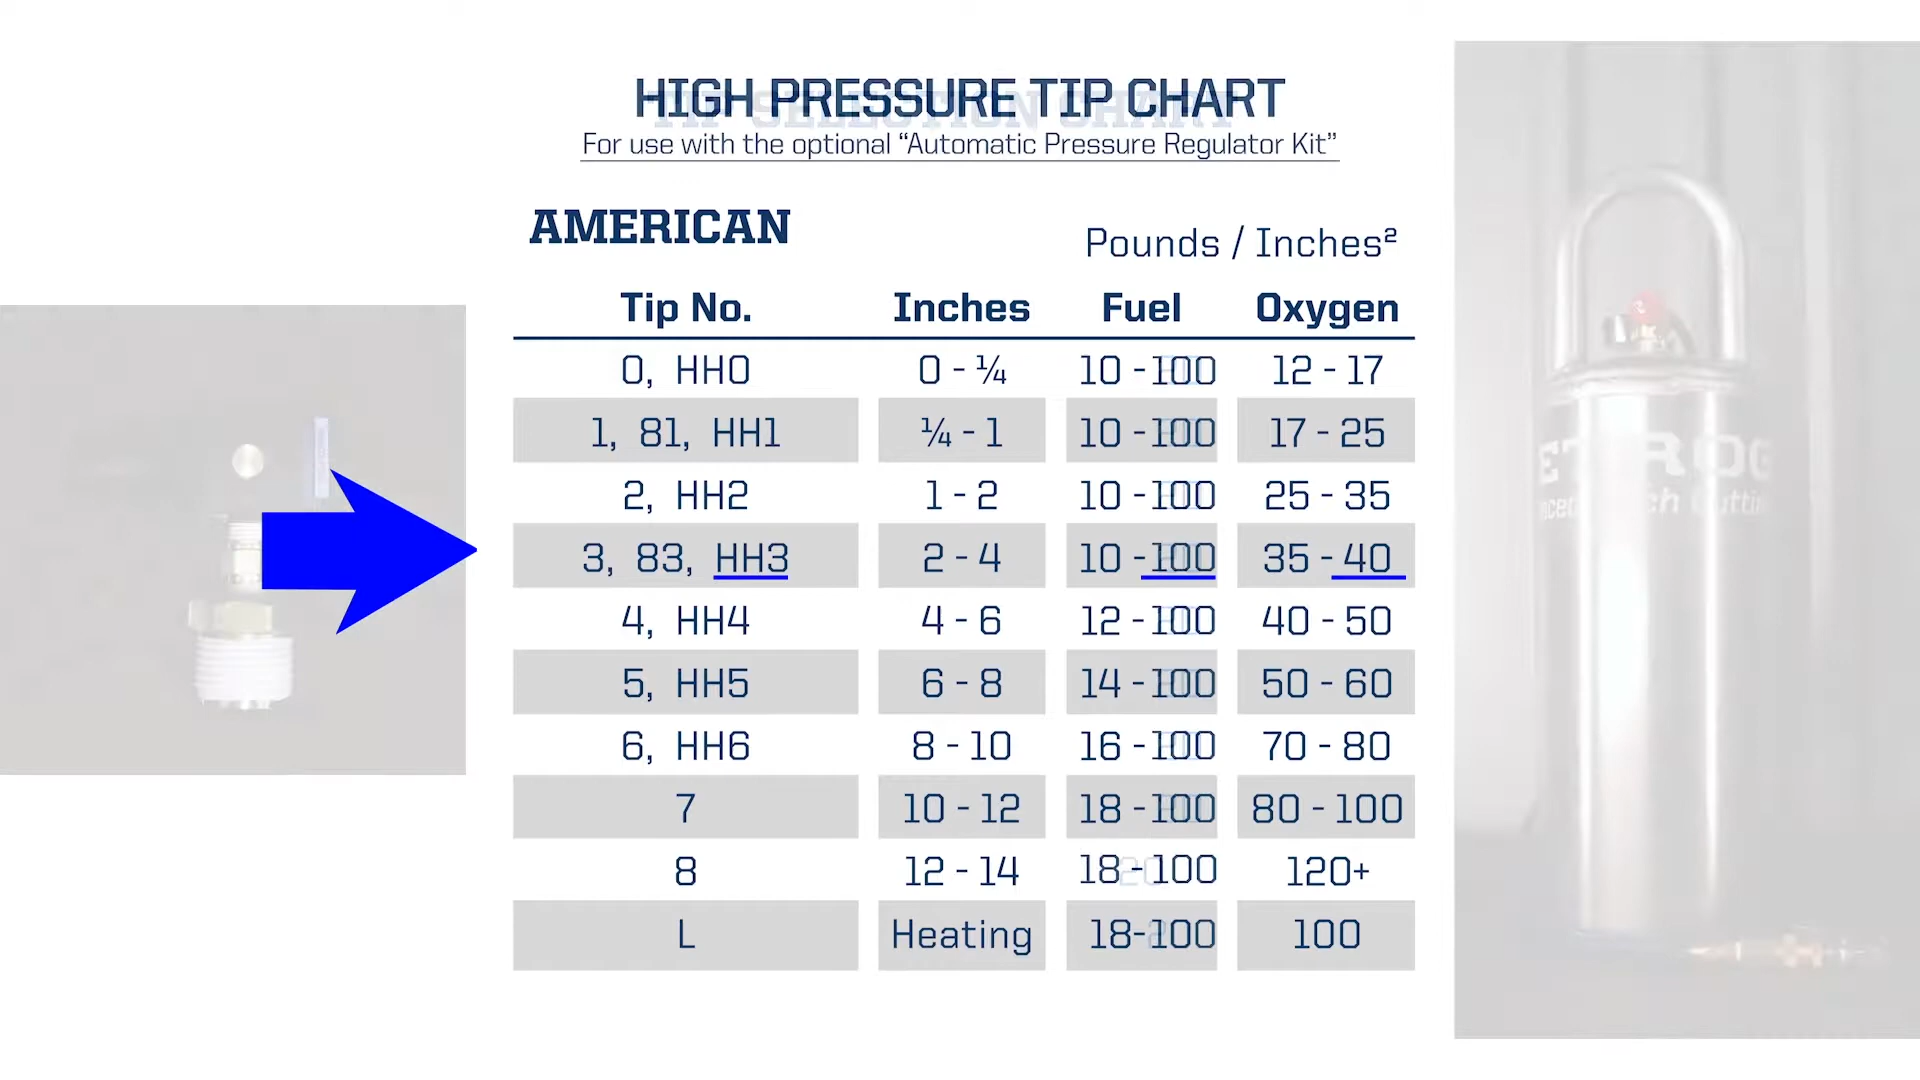 HIGH PRESSURE TIP CHART
TIP SELECTION CHART
For use with the optional “Automatic Pressure Regulator Kit”
AMERICAN
Pounds / Inches²
Tip No. Inches Fuel Oxygen
0, HH0 0 - ¼ 10 - 100 12 - 17
1, 81, HH1 ¼ - 1 10 - 100 17 - 25
2, HH2 1 - 2 10 - 100 25 - 35
3, 83, HH3 2 - 4 10 - 100 35 - 40
4, HH4 4 - 6 12 - 100 40 - 50
5, HH5 6 - 8 14 - 100 50 - 60
6, HH6 8 - 10 16 - 100 70 - 80
7 10 - 12 18 - 100 80 - 100
8 12 - 14 18 - 100 120+
L Heating 18-100 100